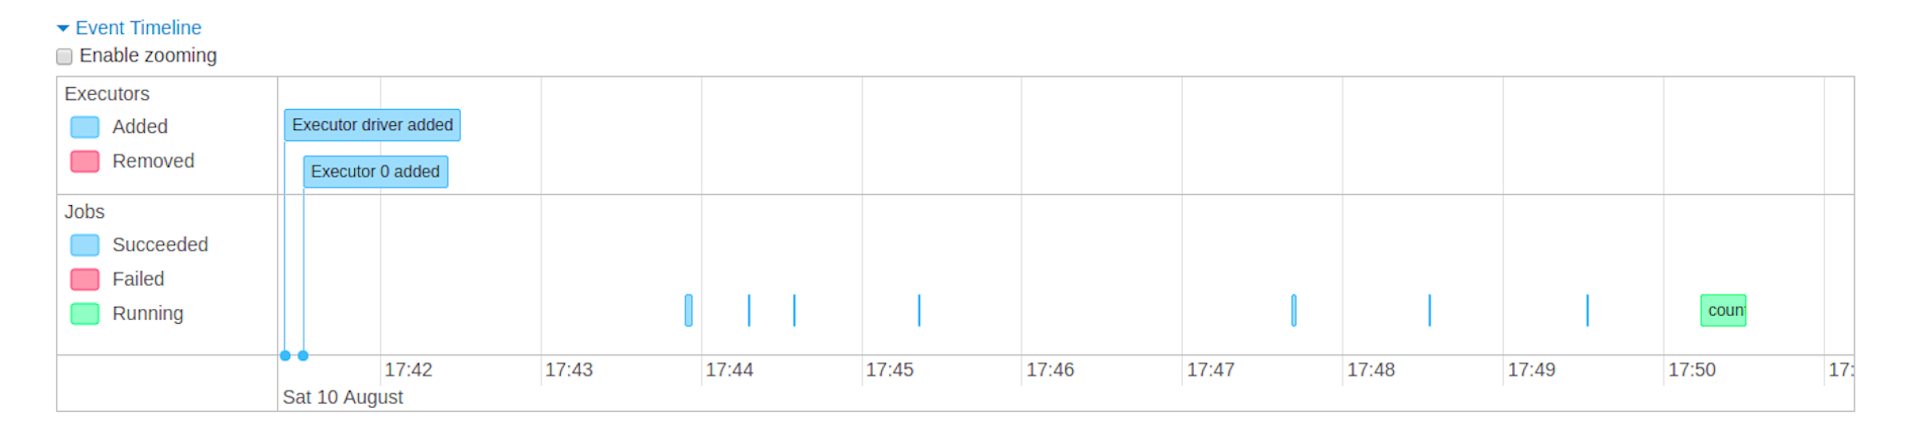 Event Timeline
Enable zooming
Executors
Added
Removed
Executor driver added
Executor 0 added
Jobs
Succeeded
Failed
Running
coun
17:42 17:43 17:44 17:45 17:46 17:47 17:48 17:49 17:50 17:
Sat 10 August